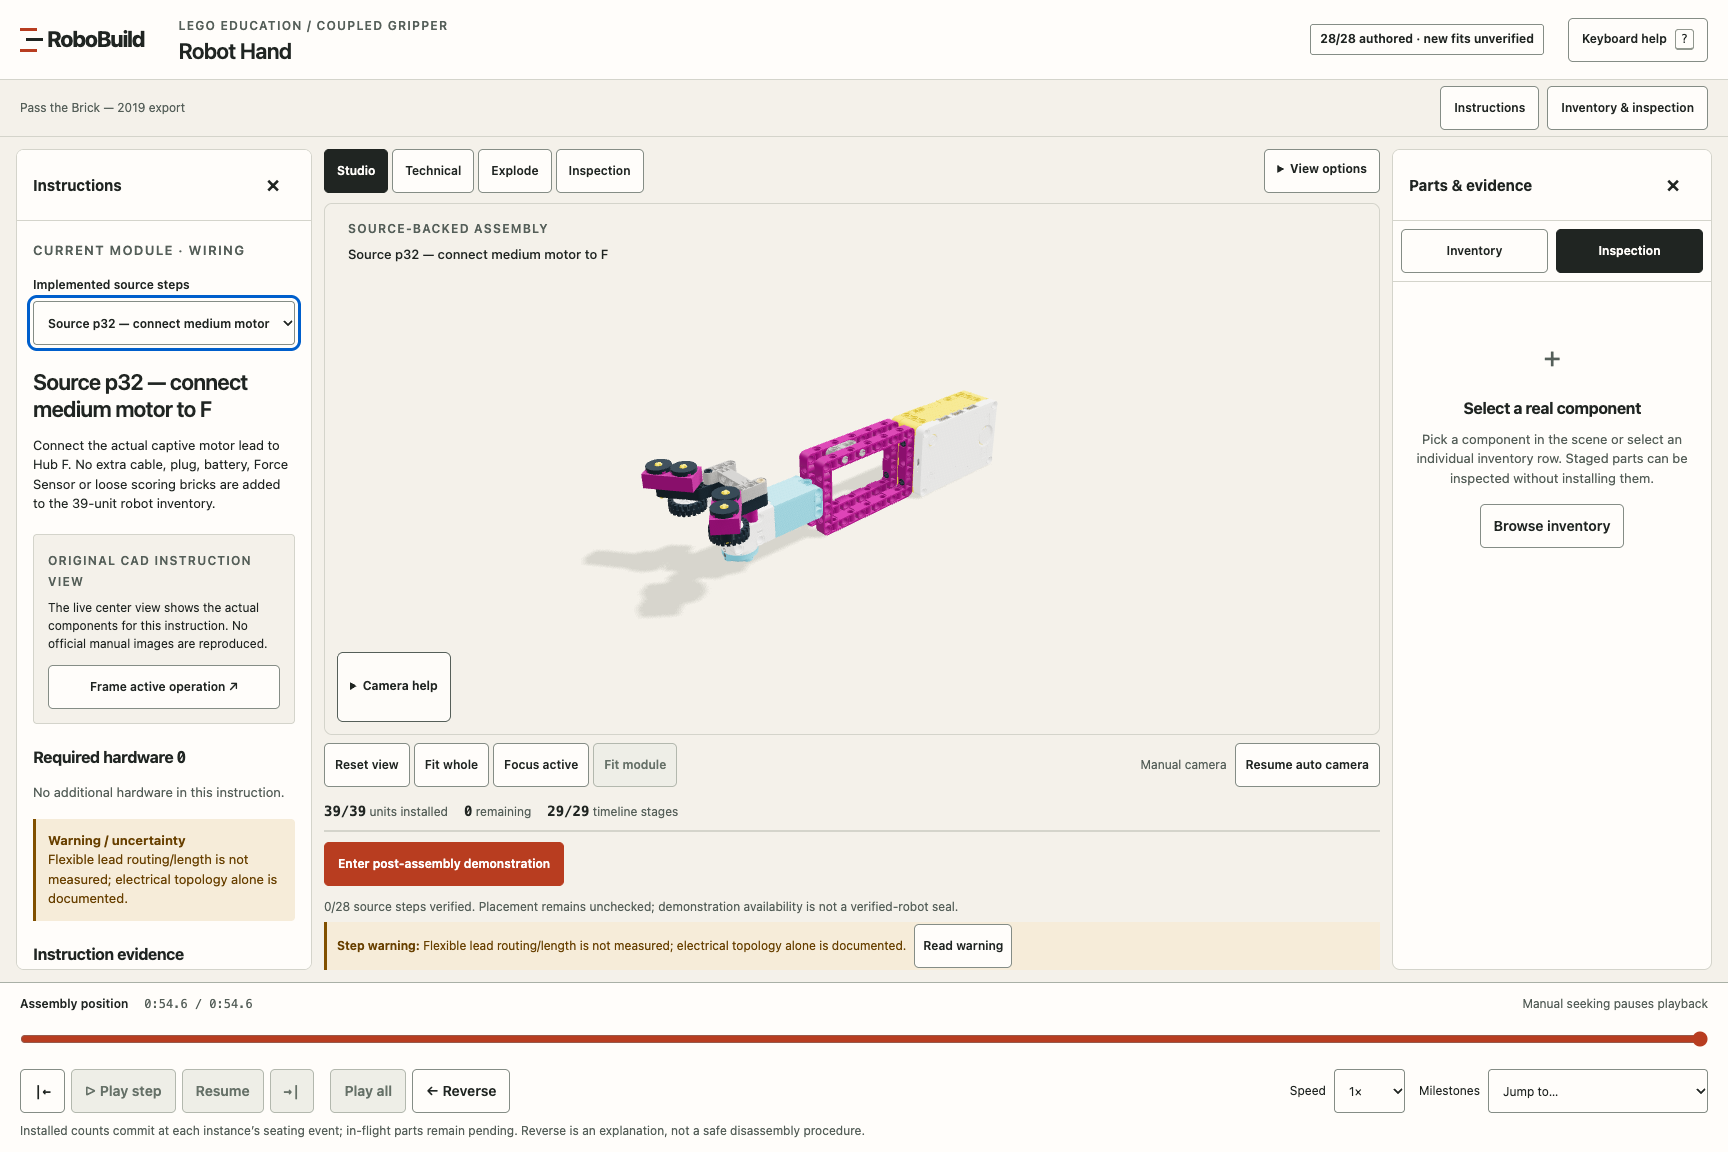 RoboBuild
LEGO EDUCATION / COUPLED GRIPPER
Robot Hand
28/28 authored · new fits unverified
Keyboard help ?
Pass the Brick — 2019 export
Instructions
Inventory & inspection
Instructions
CURRENT MODULE · WIRING
Implemented source steps
Source p32 — connect medium motor
Source p32 — connect
medium motor to F
Connect the actual captive motor lead to
Hub F. No extra cable, plug, battery, Force
Sensor or loose scoring bricks are added
to the 39-unit robot inventory.
ORIGINAL CAD INSTRUCTION
VIEW
The live center view shows the actual
components for this instruction. No
official manual images are reproduced.
Frame active operation ↗
Required hardware 0
No additional hardware in this instruction.
Warning / uncertainty
Flexible lead routing/length is not
measured; electrical topology alone is
documented.
Instruction evidence
Studio
Technical
Explode
Inspection
View options
SOURCE-BACKED ASSEMBLY
Source p32 — connect medium motor to F
Camera help
Reset view
Fit whole
Focus active
Fit module
Manual camera
Resume auto camera
39/39 units installed 0 remaining 29/29 timeline stages
Enter post-assembly demonstration
0/28 source steps verified. Placement remains unchecked; demonstration availability is not a verified-robot seal.
Step warning: Flexible lead routing/length is not measured; electrical topology alone is documented.
Read warning
Parts & evidence
Inventory
Inspection
+
Select a real component
Pick a component in the scene or select an
individual inventory row. Staged parts can be
inspected without installing them.
Browse inventory
Assembly position 0:54.6 / 0:54.6
Manual seeking pauses playback
|←
▷ Play step
Resume
→|
Play all
← Reverse
Speed
1×
Milestones
Jump to...
Installed counts commit at each instance's seating event; in-flight parts remain pending. Reverse is an explanation, not a safe disassembly procedure.